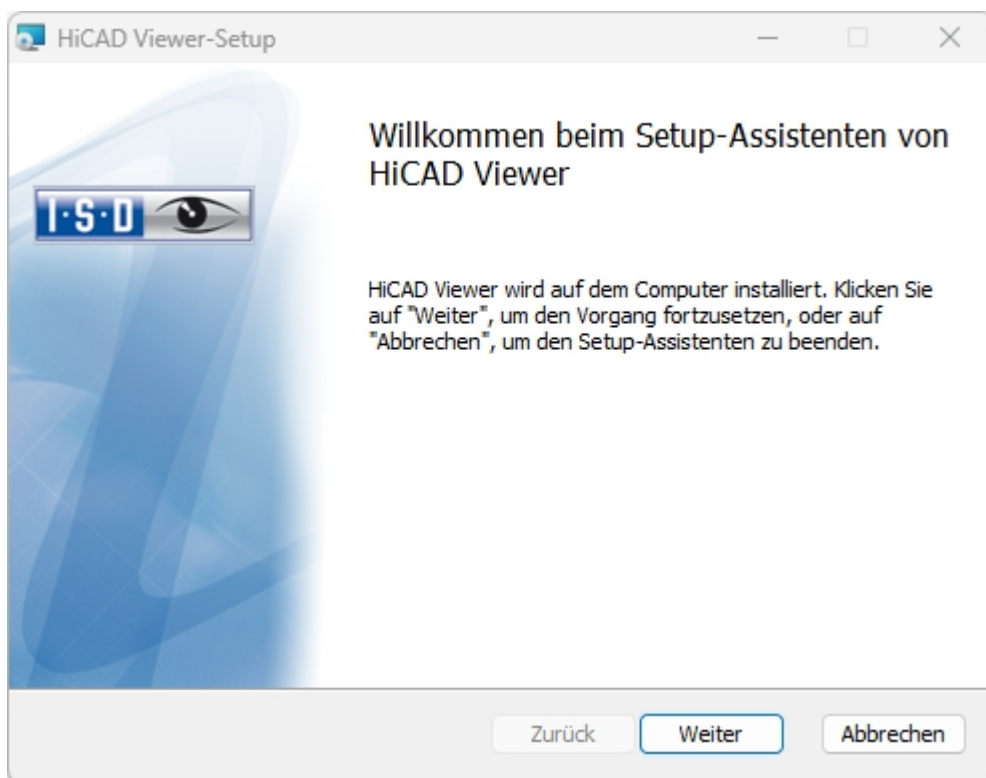 HiCAD Viewer-Setup
Willkommen beim Setup-Assistenten von
HiCAD Viewer
I·S·D
HiCAD Viewer wird auf dem Computer installiert. Klicken Sie
auf "Weiter", um den Vorgang fortzusetzen, oder auf
"Abbrechen", um den Setup-Assistenten zu beenden.
Zurück Weiter Abbrechen